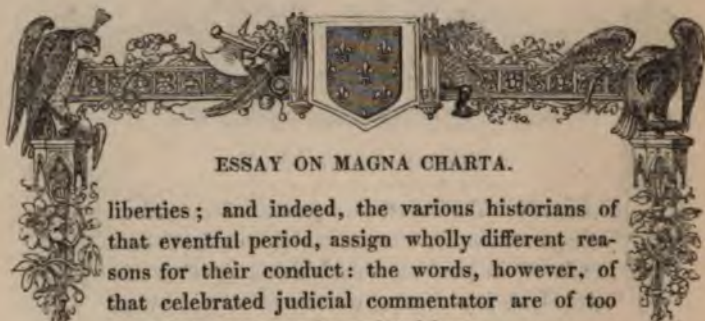 ESSAY ON MAGNA CHARTA.
liberties; and indeed, the various historians of
that eventful period, assign wholly different rea-
sons for their conduct: the words, however, of
that celebrated judicial commentator are of too